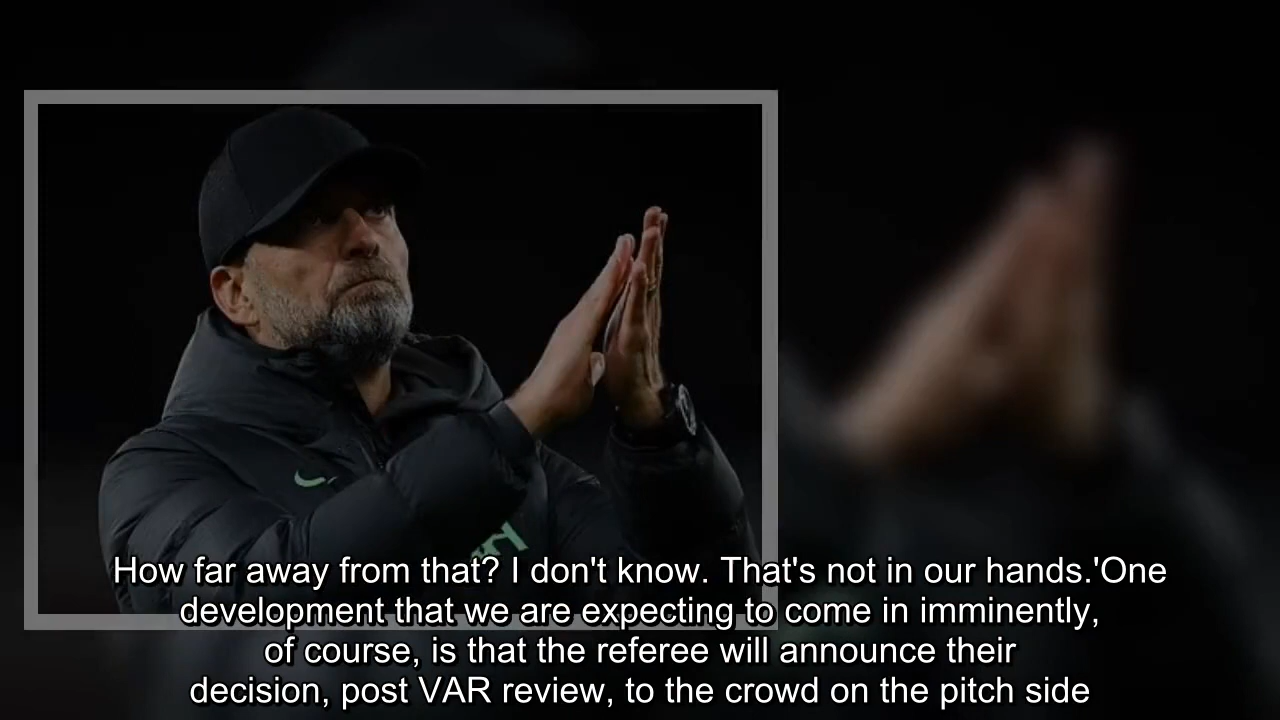 How far away from that? I don't know. That's not in our hands.'One
development that we are expecting to come in imminently,
of course, is that the referee will announce their
decision, post VAR review, to the crowd on the pitch side